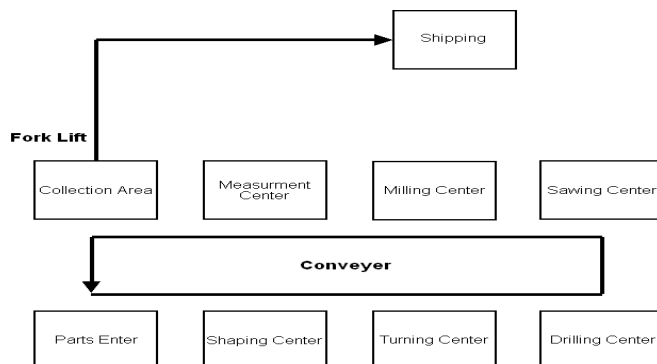 Shipping
Fork Lift
Collection Area
Measurment
Center
Milling Center
Sawing Center
Conveyer
Parts Enter
Shaping Center
Turning Center
Drilling Center